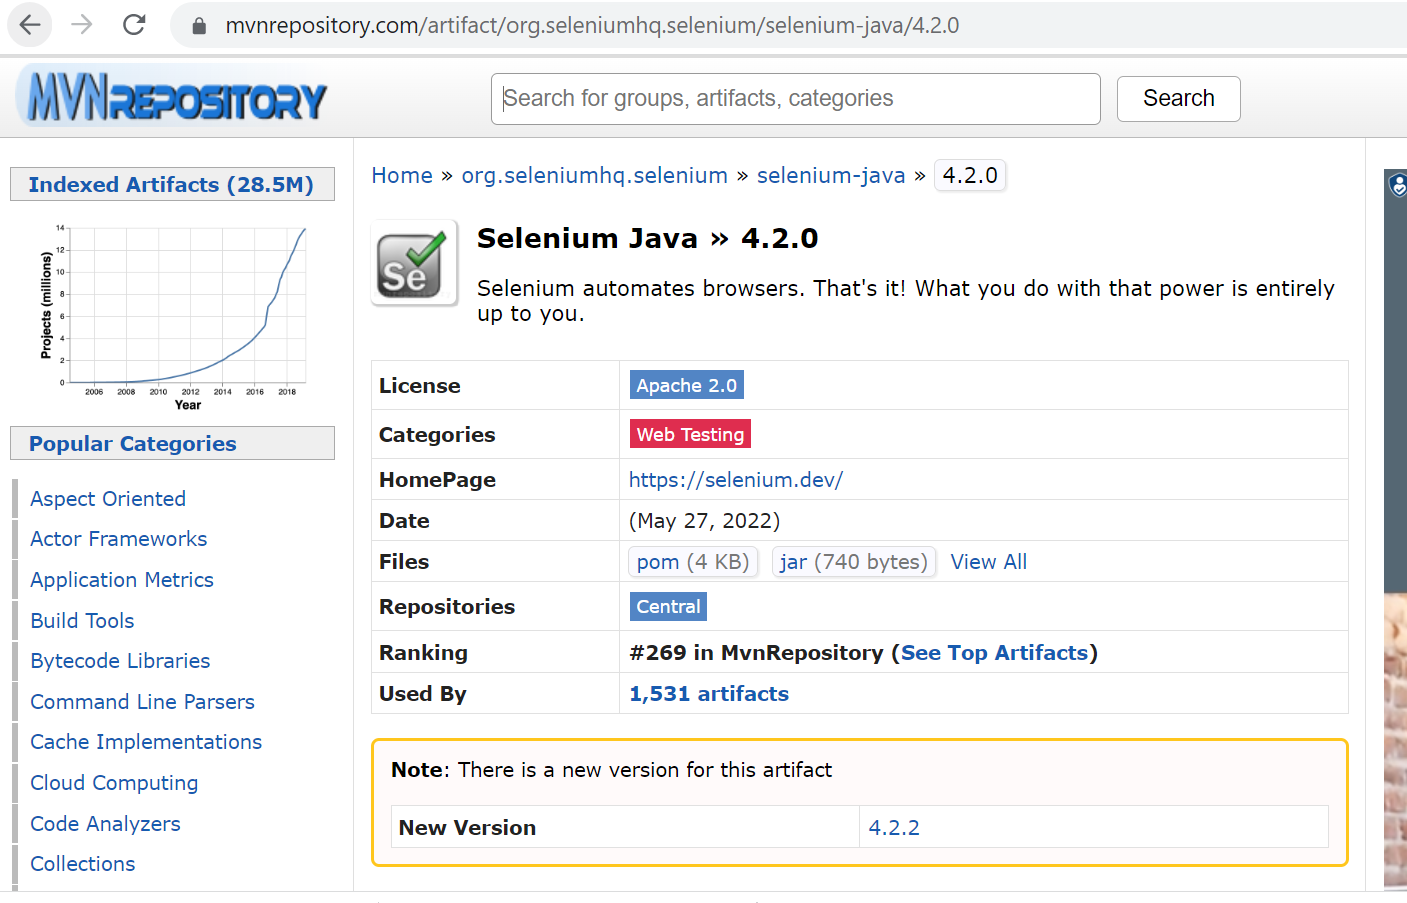 mvnrepository.com/artifact/org.seleniumhq.selenium/selenium-java/4.2.0
MVNREPOSITORY
Search for groups, artifacts, categories
Search
Indexed Artifacts (28.5M)
Projects (millions)
14
12
10
8
6
4
2
0
2006 2008 2010 2012 2014 2016 2018
Year
Popular Categories
Aspect Oriented
Actor Frameworks
Application Metrics
Build Tools
Bytecode Libraries
Command Line Parsers
Cache Implementations
Cloud Computing
Code Analyzers
Collections
Home » org.seleniumhq.selenium » selenium-java » 4.2.0
Se
Selenium Java » 4.2.0
Selenium automates browsers. That's it! What you do with that power is entirely
up to you.
License Apache 2.0
Categories Web Testing
HomePage https://selenium.dev/
Date (May 27, 2022)
Files pom (4 KB) jar (740 bytes) View All
Repositories Central
Ranking #269 in MvnRepository (See Top Artifacts)
Used By 1,531 artifacts
Note: There is a new version for this artifact
New Version 4.2.2